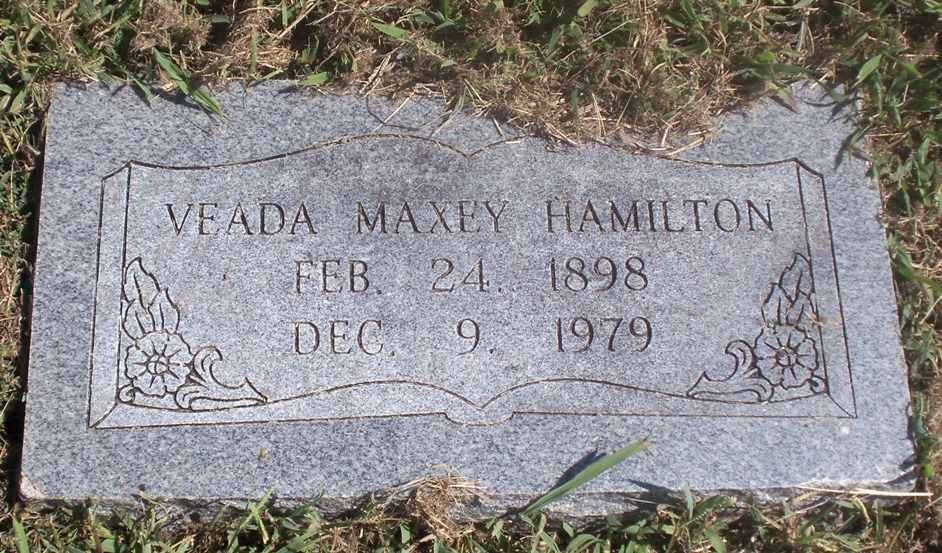 VEADA MAXEY HAMILTON
FEB. 24. 1898
DEC. 9. 1979